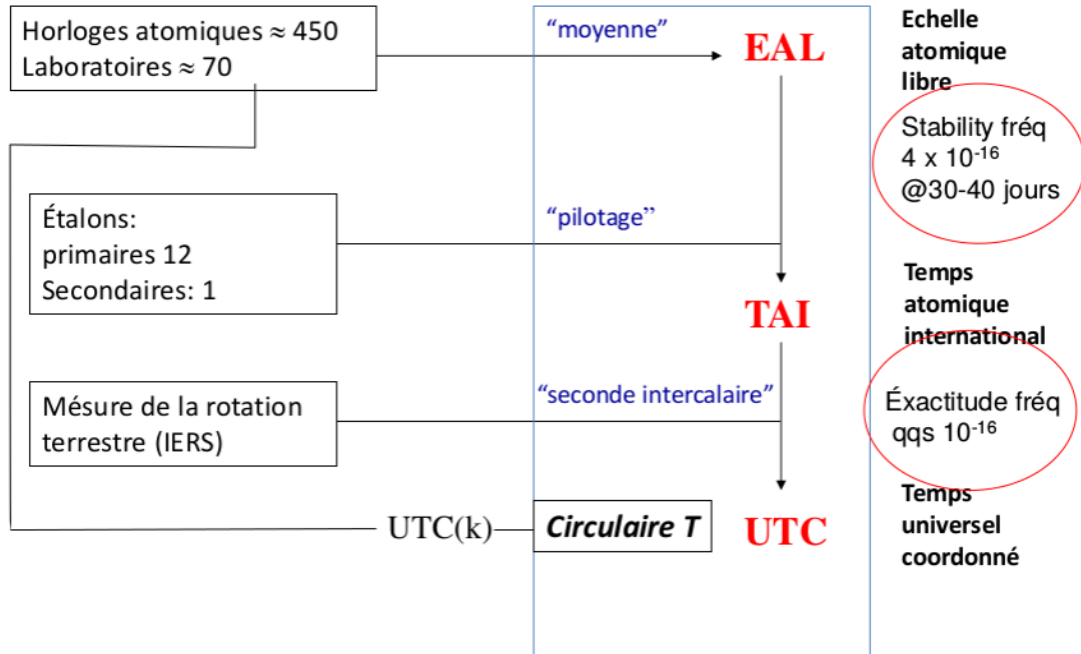 Horloges atomiques ≈ 450
Laboratoires ≈ 70
“moyenne”
EAL
Echelle
atomique
libre
Stability fréq
4 x 10⁻¹⁶
@30-40 jours
Étalons:
primaires 12
Secondaires: 1
“pilotage”
TAI
Temps
atomique
international
Mésure de la rotation
terrestre (IERS)
“seconde intercalaire”
Éxactitude fréq
qqs 10⁻¹⁶
UTC(k)
Circulaire T
UTC
Temps
universel
coordonné